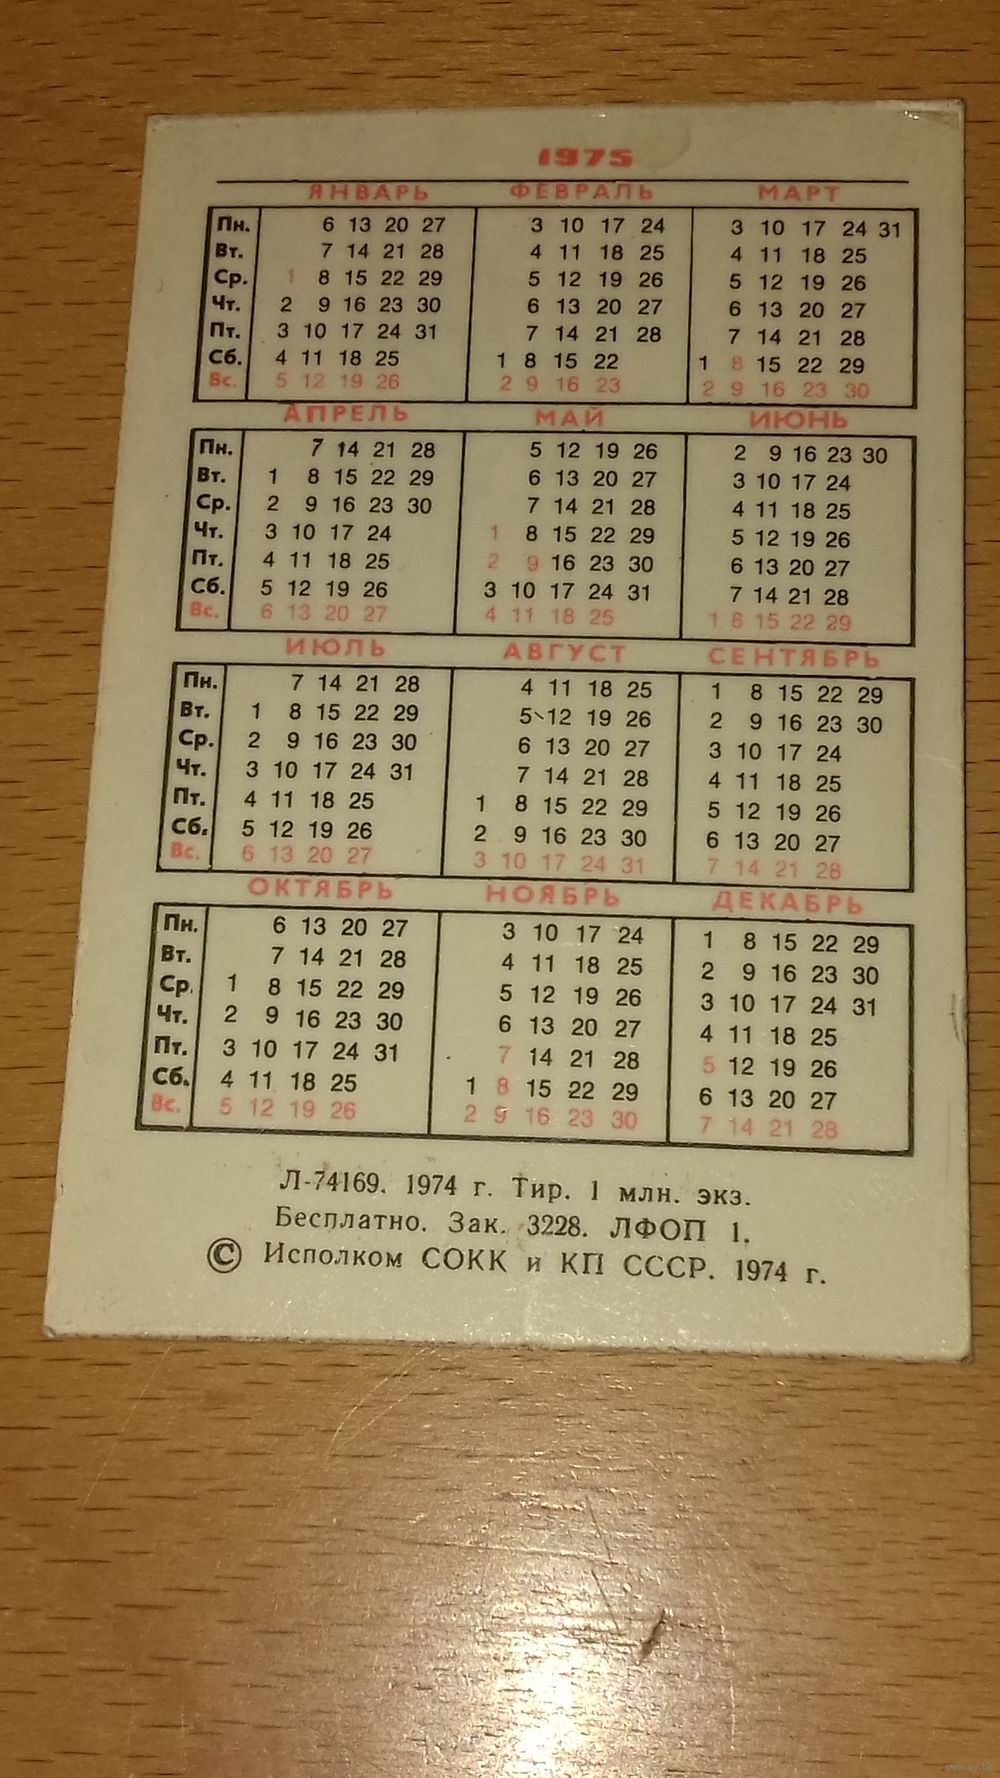 1975
ЯНВАРЬ ФЕВРАЛЬ МАРТ
Пн. 6 13 20 27 3 10 17 24 3 10 17 24 31
Вт. 7 14 21 28 4 11 18 25 4 11 18 25
Ср. 1 8 15 22 29 5 12 19 26 5 12 19 26
Чт. 2 9 16 23 30 6 13 20 27 6 13 20 27
Пт. 3 10 17 24 31 7 14 21 28 7 14 21 28
Сб. 4 11 18 25 1 8 15 22 1 8 15 22 29
Вс. 5 12 19 26 2 9 16 23 2 9 16 23 30
АПРЕЛЬ МАЙ ИЮНЬ
Пн. 7 14 21 28 5 12 19 26 2 9 16 23 30
Вт. 1 8 15 22 29 6 13 20 27 3 10 17 24
Ср. 2 9 16 23 30 7 14 21 28 4 11 18 25
Чт. 3 10 17 24 1 8 15 22 29 5 12 19 26
Пт. 4 11 18 25 2 9 16 23 30 6 13 20 27
Сб. 5 12 19 26 3 10 17 24 31 7 14 21 28
Вс. 6 13 20 27 4 11 18 25 1 8 15 22 29
ИЮЛЬ АВГУСТ СЕНТЯБРЬ
Пн. 7 14 21 28 4 11 18 25 1 8 15 22 29
Вт. 1 8 15 22 29 5 12 19 26 2 9 16 23 30
Ср. 2 9 16 23 30 6 13 20 27 3 10 17 24
Чт. 3 10 17 24 31 7 14 21 28 4 11 18 25
Пт. 4 11 18 25 1 8 15 22 29 5 12 19 26
Сб. 5 12 19 26 2 9 16 23 30 6 13 20 27
Вс. 6 13 20 27 3 10 17 24 31 7 14 21 28
ОКТЯБРЬ НОЯБРЬ ДЕКАБРЬ
Пн. 6 13 20 27 3 10 17 24 1 8 15 22 29
Вт. 7 14 21 28 4 11 18 25 2 9 16 23 30
Ср. 1 8 15 22 29 5 12 19 26 3 10 17 24 31
Чт. 2 9 16 23 30 6 13 20 27 4 11 18 25
Пт. 3 10 17 24 31 7 14 21 28 5 12 19 26
Сб. 4 11 18 25 1 8 15 22 29 6 13 20 27
Вс. 5 12 19 26 2 9 16 23 30 7 14 21 28
Л-74169. 1974 г. Тир. 1 млн. экз.
Бесплатно. Зак. 3228. ЛФОП 1.
© Исполком СОКК и КП СССР. 1974 г.
www.ay.by